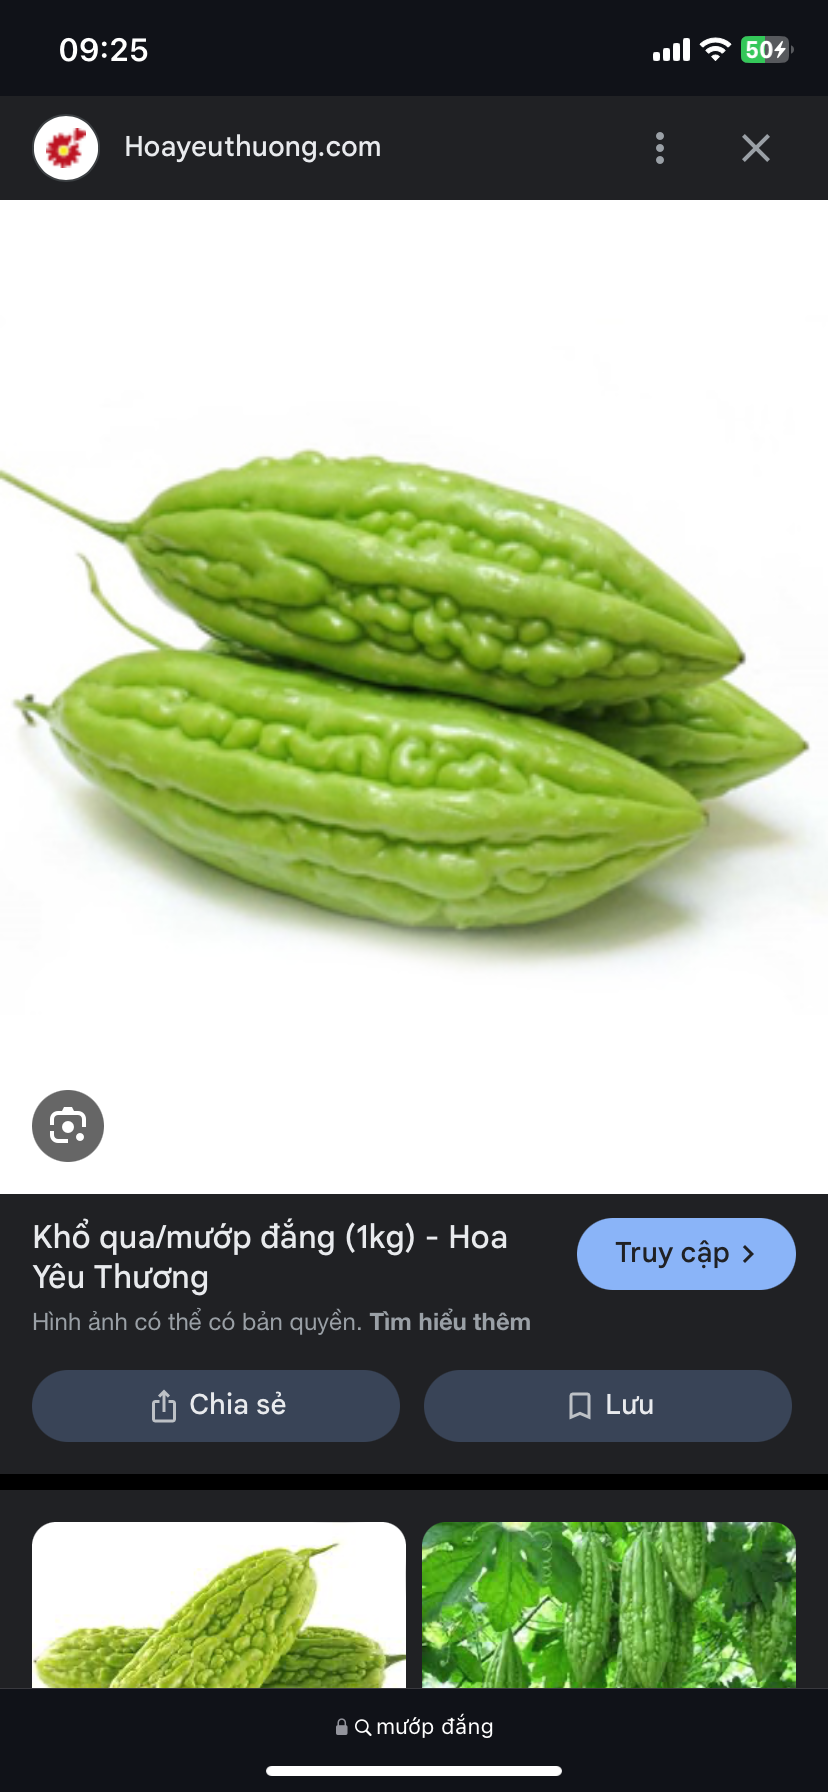 09:25
50
Hoayeuthuong.com
Khổ qua/mướp đắng (1kg) - Hoa
Yêu Thương
Truy cập
Hình ảnh có thể có bản quyền. Tìm hiểu thêm
Chia sẻ
Lưu
mướp đắng